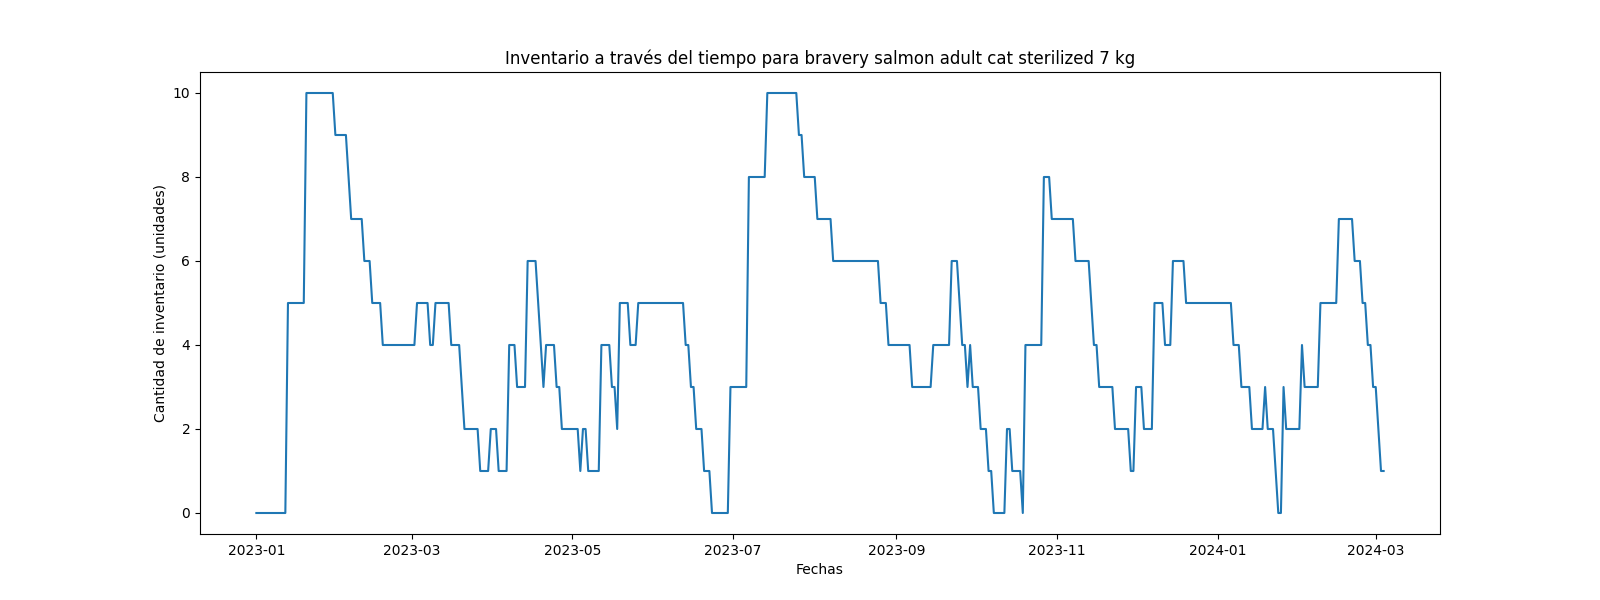 Inventario a través del tiempo para bravery salmon adult cat sterilized 7 kg
Cantidad de inventario (unidades)
10
8
6
4
2
0
2023-01 2023-03 2023-05 2023-07 2023-09 2023-11 2024-01 2024-03
Fechas